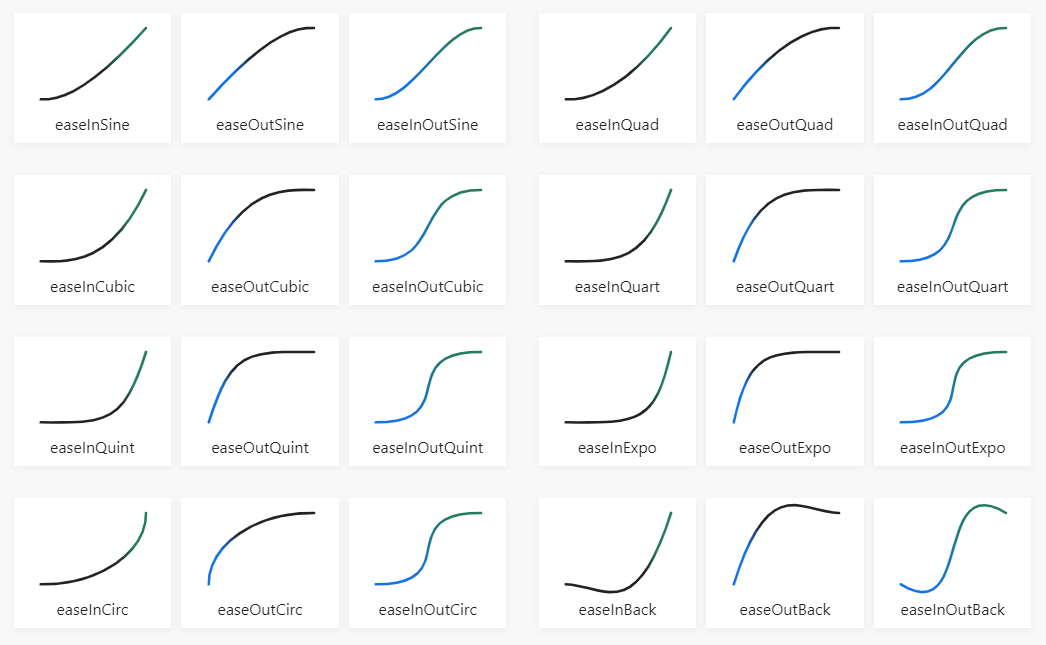 easeInSine
easeOutSine
easeInOutSine
easeInQuad
easeOutQuad
easeInOutQuad
easeInCubic
easeOutCubic
easeInOutCubic
easeInQuart
easeOutQuart
easeInOutQuart
easeInQuint
easeOutQuint
easeInOutQuint
easeInExpo
easeOutExpo
easeInOutExpo
easeInCirc
easeOutCirc
easeInOutCirc
easeInBack
easeOutBack
easeInOutBack